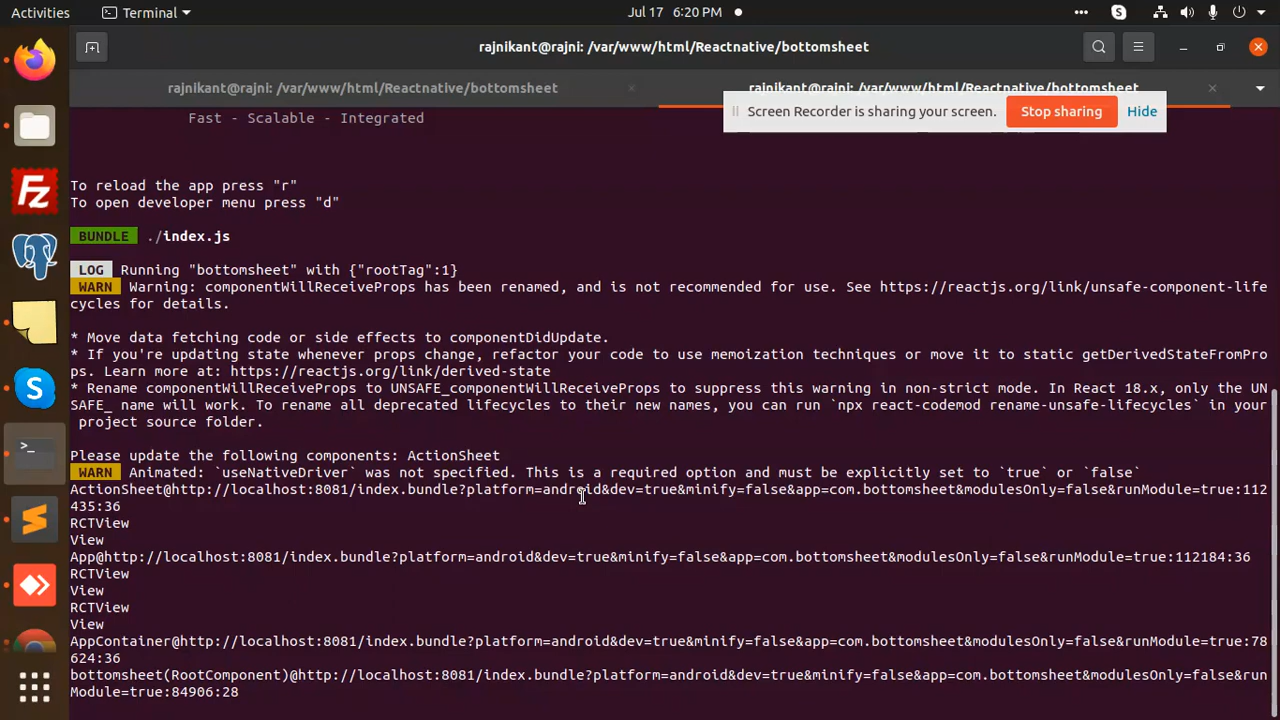 Activities
Terminal
Jul 17 6:20 PM
rajnikant@rajni: /var/www/html/Reactnative/bottomsheet
rajnikant@rajni: /var/www/html/Reactnative/bottomsheet
rajnikant@rajni: /var/www/html/Reactnative/bottomsheet
Screen Recorder is sharing your screen.
Stop sharing
Hide
Fast - Scalable - Integrated
To reload the app press "r"
To open developer menu press "d"
BUNDLE ./index.js
LOG Running "bottomsheet" with {"rootTag":1}
WARN Warning: componentWillReceiveProps has been renamed, and is not recommended for use. See https://reactjs.org/link/unsafe-component-life
cycles for details.
* Move data fetching code or side effects to componentDidUpdate.
* If you're updating state whenever props change, refactor your code to use memoization techniques or move it to static getDerivedStateFromPro
ps. Learn more at: https://reactjs.org/link/derived-state
* Rename componentWillReceiveProps to UNSAFE_componentWillReceiveProps to suppress this warning in non-strict mode. In React 18.x, only the UN
SAFE_ name will work. To rename all deprecated lifecycles to their new names, you can run `npx react-codemod rename-unsafe-lifecycles` in your
project source folder.
Please update the following components: ActionSheet
WARN Animated: `useNativeDriver` was not specified. This is a required option and must be explicitly set to `true` or `false`
ActionSheet@http://localhost:8081/index.bundle?platform=android&dev=true&minify=false&app=com.bottomsheet&modulesOnly=false&runModule=true:112
435:36
RCTView
View
App@http://localhost:8081/index.bundle?platform=android&dev=true&minify=false&app=com.bottomsheet&modulesOnly=false&runModule=true:112184:36
RCTView
View
RCTView
View
AppContainer@http://localhost:8081/index.bundle?platform=android&dev=true&minify=false&app=com.bottomsheet&modulesOnly=false&runModule=true:78
624:36
bottomsheet(RootComponent)@http://localhost:8081/index.bundle?platform=android&dev=true&minify=false&app=com.bottomsheet&modulesOnly=false&run
Module=true:84906:28